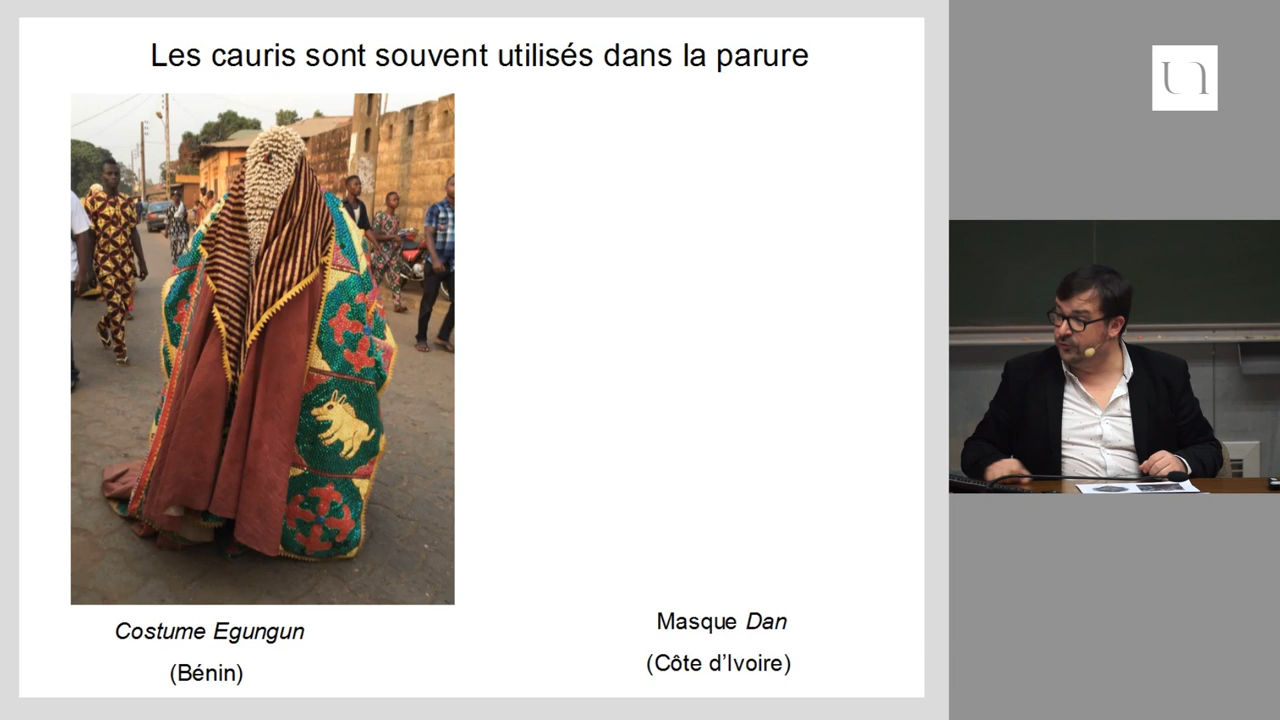 Les cauris sont souvent utilisés dans la parure
Costume Egungun
(Bénin)
Masque Dan
(Côte d'Ivoire)